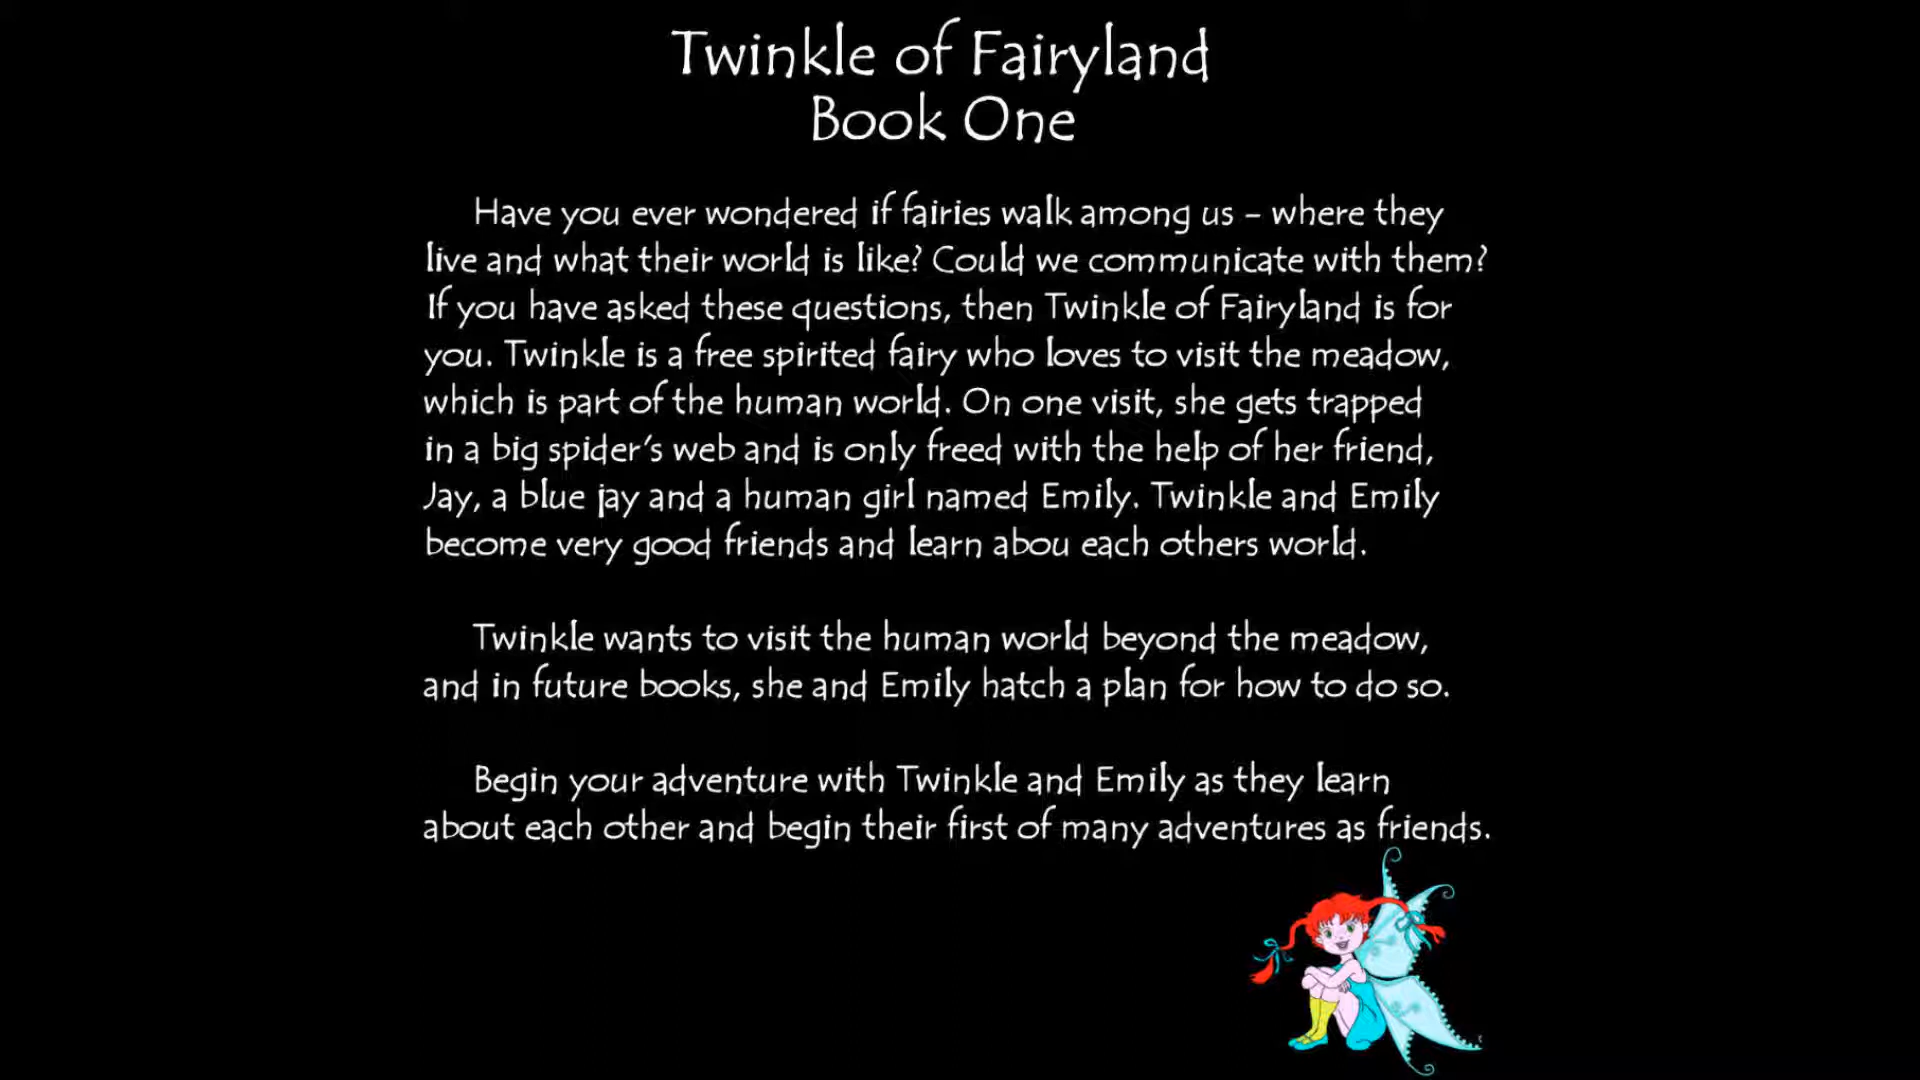 Twinkle of Fairyland
Book One
Have you ever wondered if fairies walk among us – where they
live and what their world is like? Could we communicate with them?
If you have asked these questions, then Twinkle of Fairyland is for
you. Twinkle is a free spirited fairy who loves to visit the meadow,
which is part of the human world. On one visit, she gets trapped
in a big spider's web and is only freed with the help of her friend,
Jay, a blue jay and a human girl named Emily. Twinkle and Emily
become very good friends and learn abou each others world.
Twinkle wants to visit the human world beyond the meadow,
and in future books, she and Emily hatch a plan for how to do so.
Begin your adventure with Twinkle and Emily as they learn
about each other and begin their first of many adventures as friends.